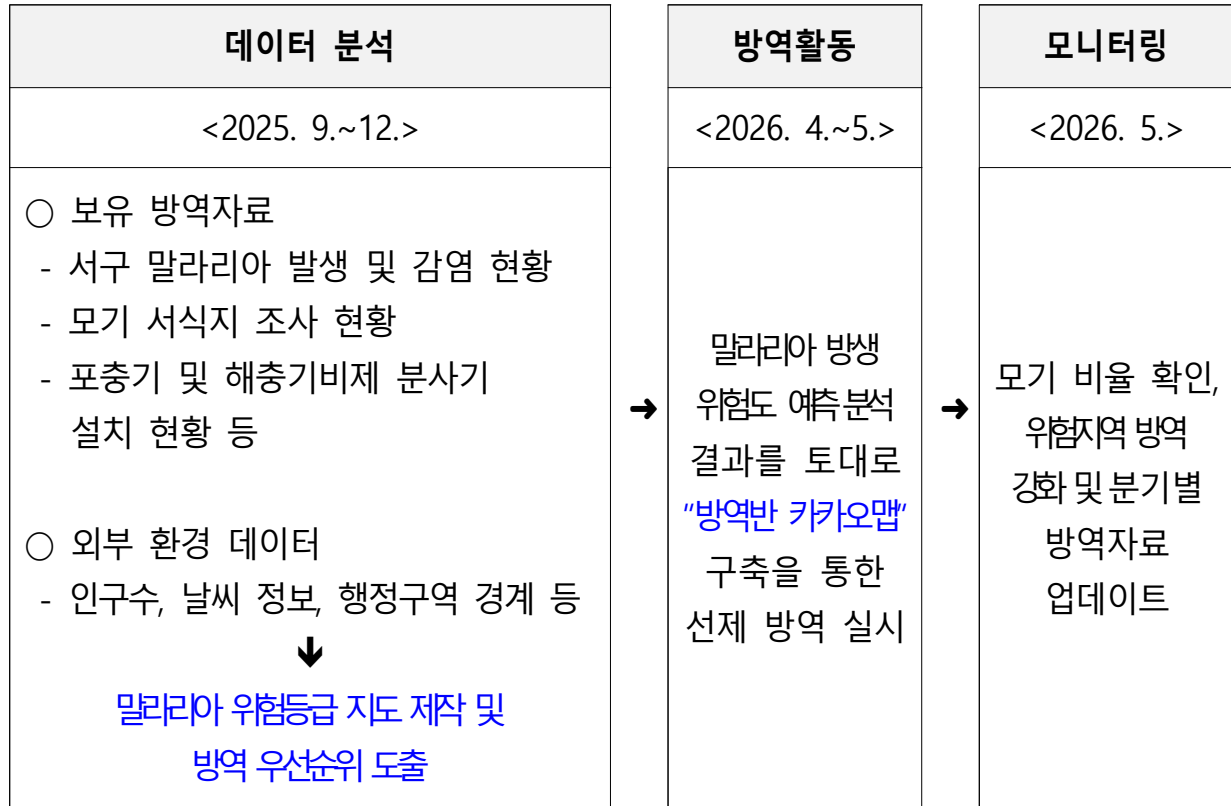 데이터 분석
<2025. 9.~12.>
○ 보유 방역자료
- 서구 말라리아 발생 및 감염 현황
- 모기 서식지 조사 현황
- 포충기 및 해충기비제 분사기
설치 현황 등
○ 외부 환경 데이터
- 인구수, 날씨 정보, 행정구역 경계 등
↓
말라리아 위험등급 지도 제작 및
방역 우선순위 도출
➜
방역활동
<2026. 4.~5.>
말라리아 발생
위험도 예측 분석
결과를 토대로
"방역반 카카오맵"
구축을 통한
선제 방역 실시
➜
모니터링
<2026. 5.>
모기 비율 확인,
위험지역 방역
강화 및 분기별
방역자료
업데이트